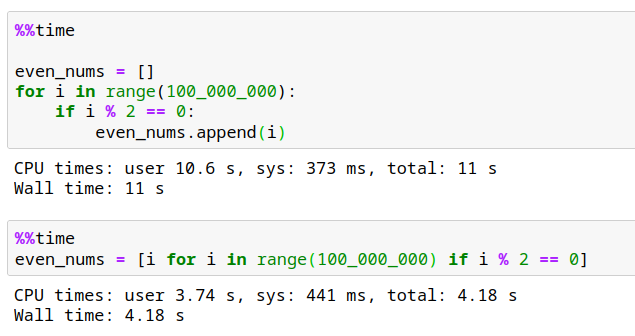 %%time
even_nums = []
for i in range(100_000_000):
    if i % 2 == 0:
        even_nums.append(i)
CPU times: user 10.6 s, sys: 373 ms, total: 11 s
Wall time: 11 s
%%time
even_nums = [i for i in range(100_000_000) if i % 2 == 0]
CPU times: user 3.74 s, sys: 441 ms, total: 4.18 s
Wall time: 4.18 s